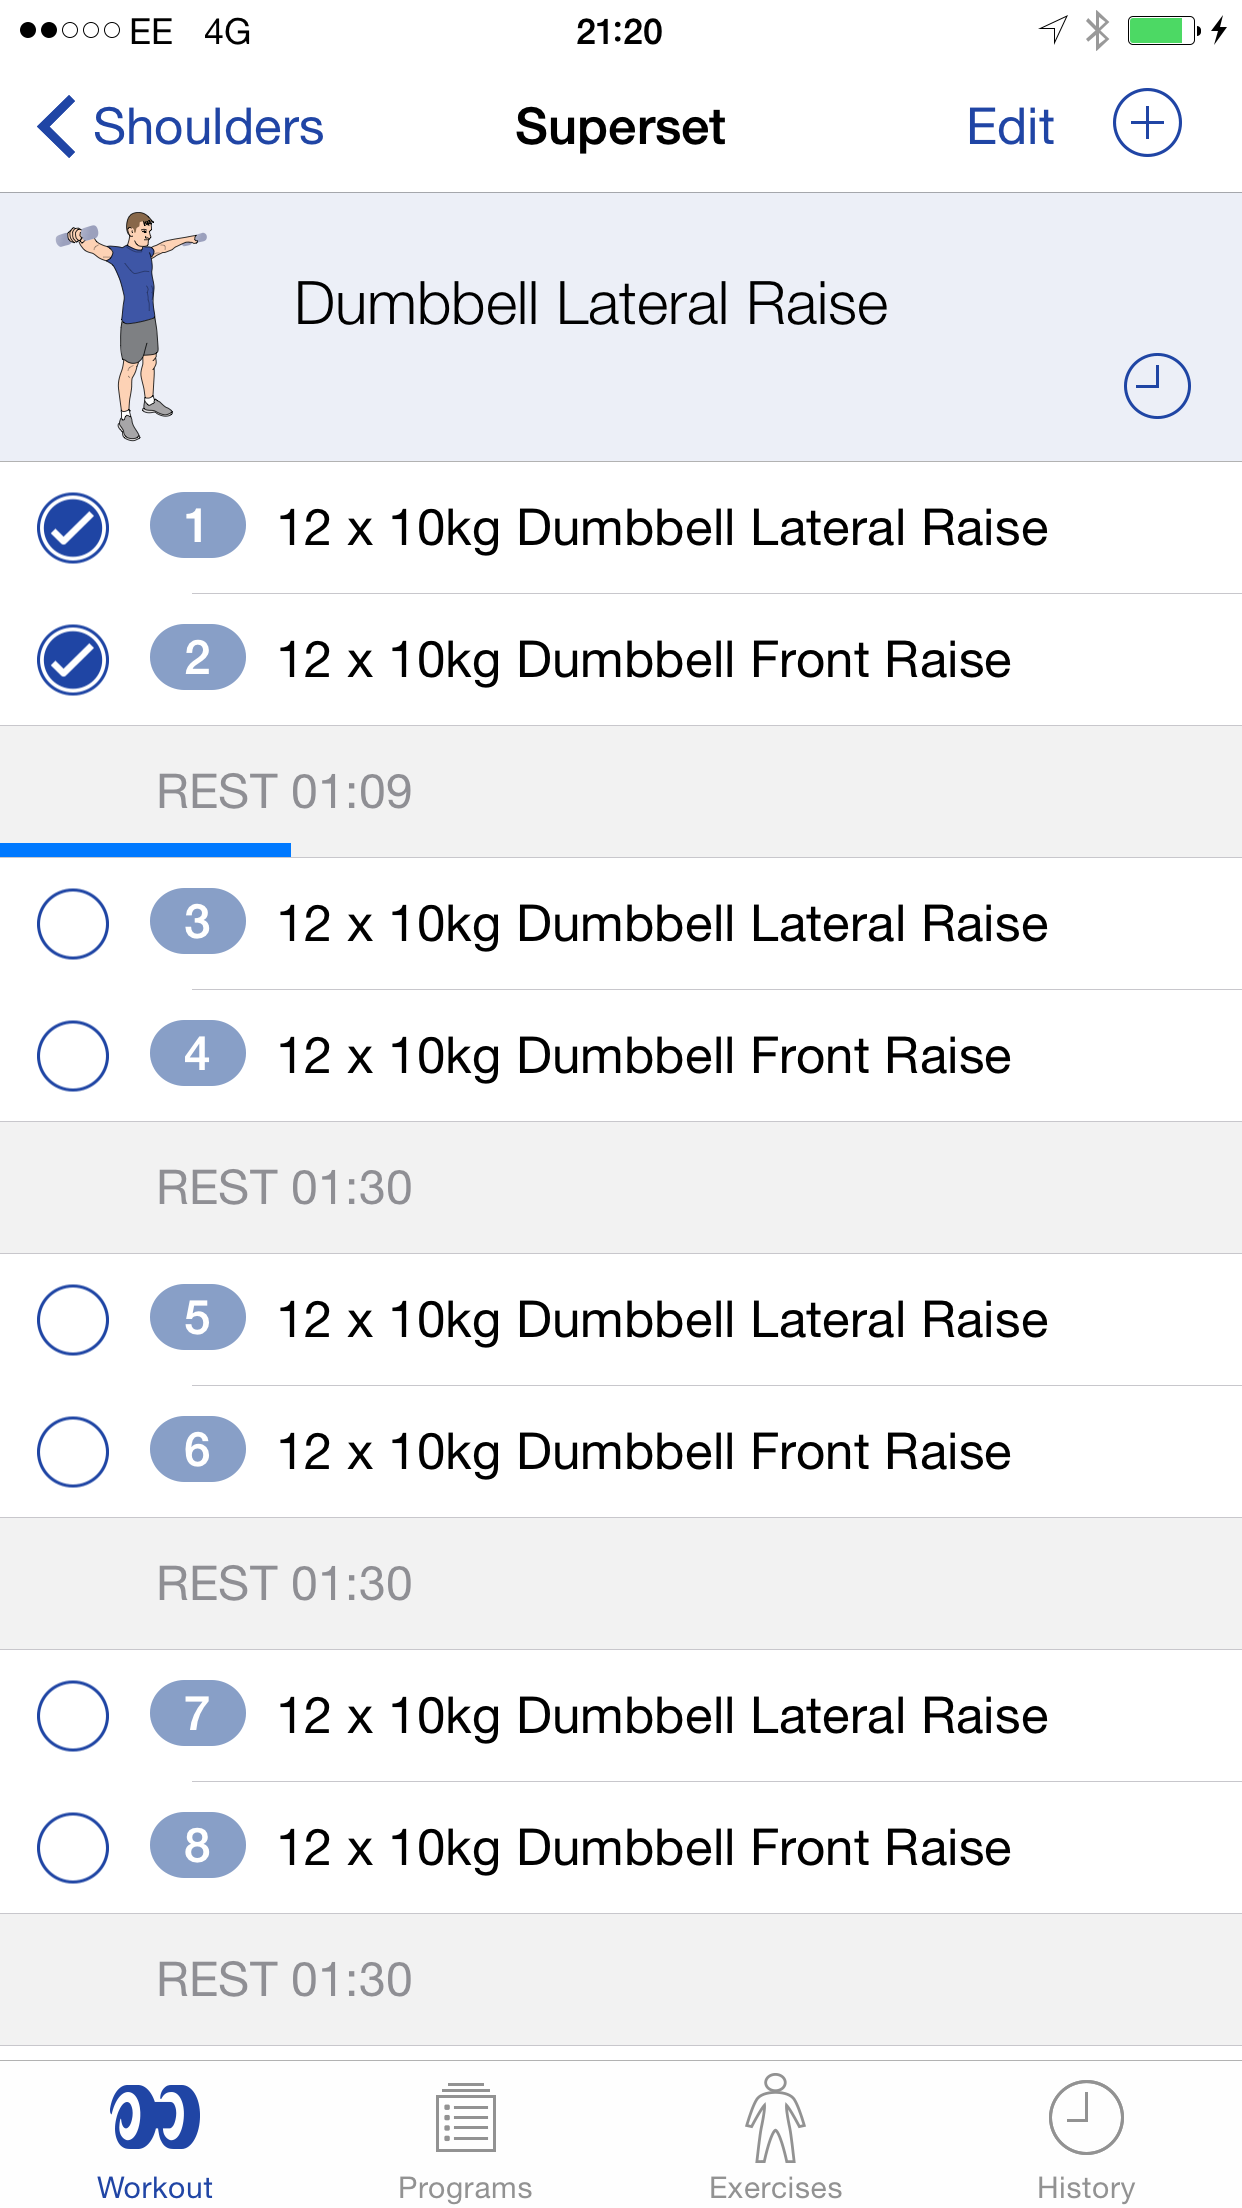 EE 4G 21:20
Shoulders Superset Edit
Dumbbell Lateral Raise
1 12 x 10kg Dumbbell Lateral Raise
2 12 x 10kg Dumbbell Front Raise
REST 01:09
3 12 x 10kg Dumbbell Lateral Raise
4 12 x 10kg Dumbbell Front Raise
REST 01:30
5 12 x 10kg Dumbbell Lateral Raise
6 12 x 10kg Dumbbell Front Raise
REST 01:30
7 12 x 10kg Dumbbell Lateral Raise
8 12 x 10kg Dumbbell Front Raise
REST 01:30
Workout Programs Exercises History